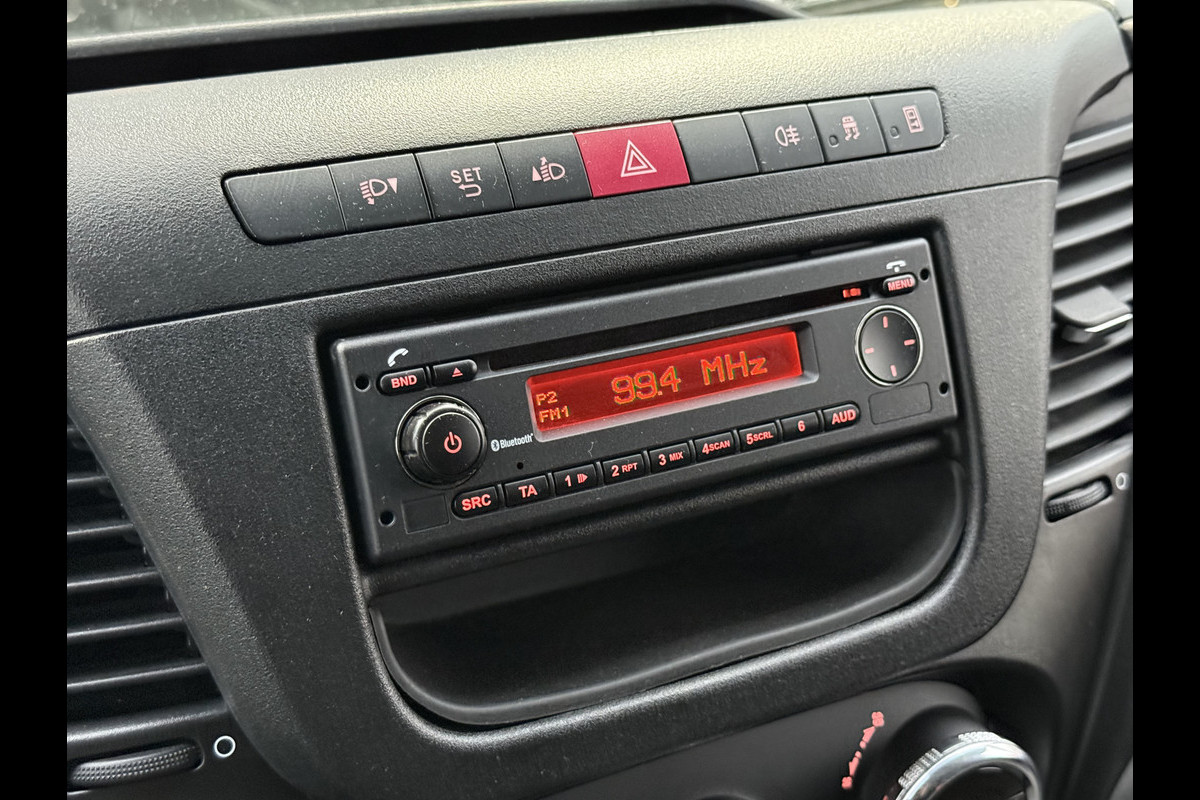 SET
MENU
BND
P2
FM1
99.4 MHz
Bluetooth
SRC
TA
1
2 RPT
3 MIX
4 SCAN
5 SCRL
6
AUD